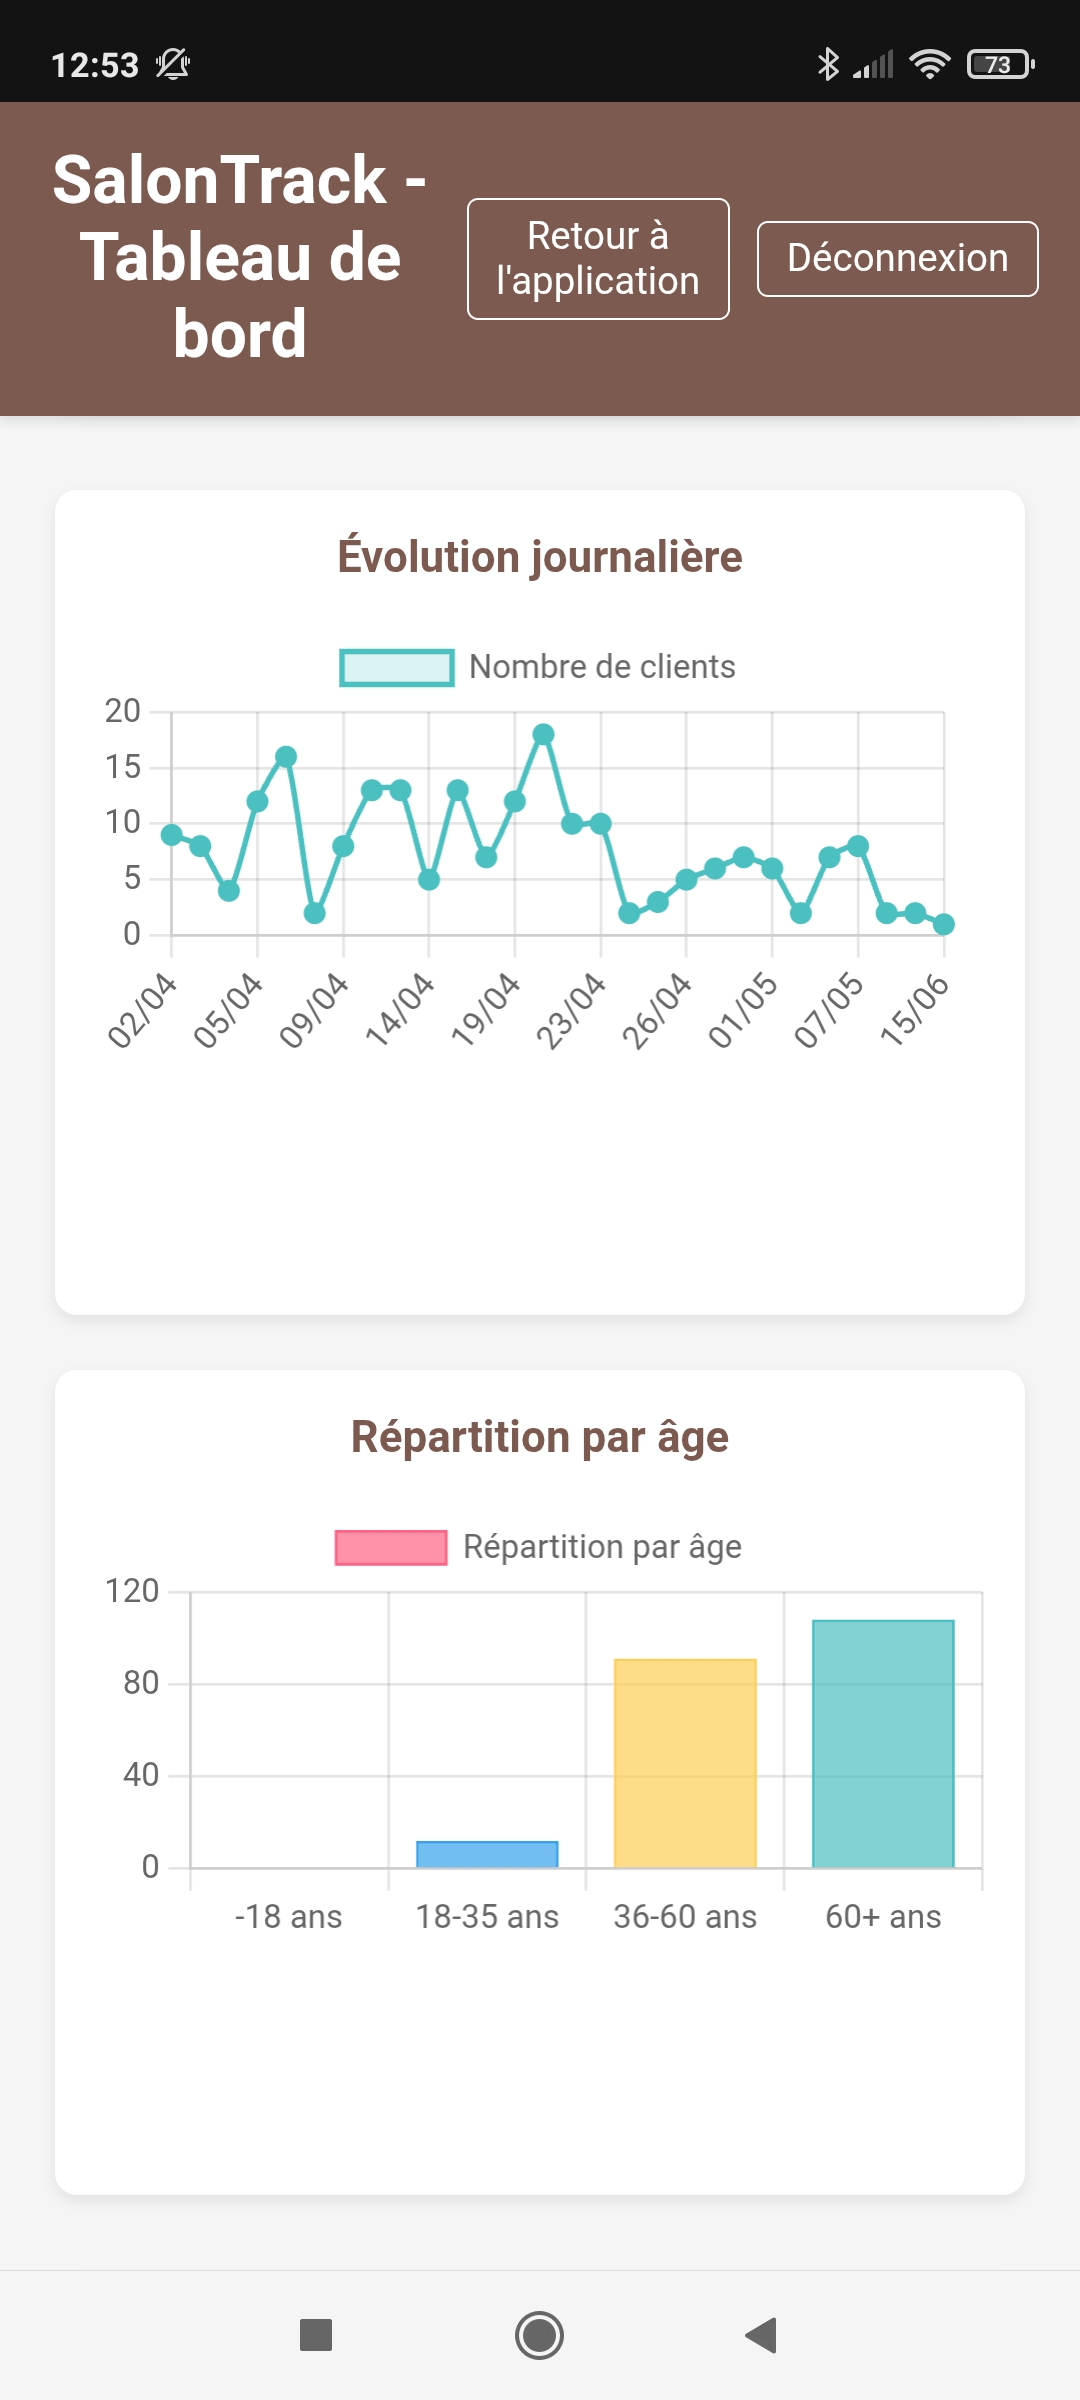 12:53
73
SalonTrack -
Tableau de
bord
Retour à
l'application
Déconnexion
Évolution journalière
Nombre de clients
20
15
10
5
0
02/04
05/04
09/04
14/04
19/04
23/04
26/04
01/05
07/05
15/06
Répartition par âge
Répartition par âge
120
80
40
0
-18 ans
18-35 ans
36-60 ans
60+ ans